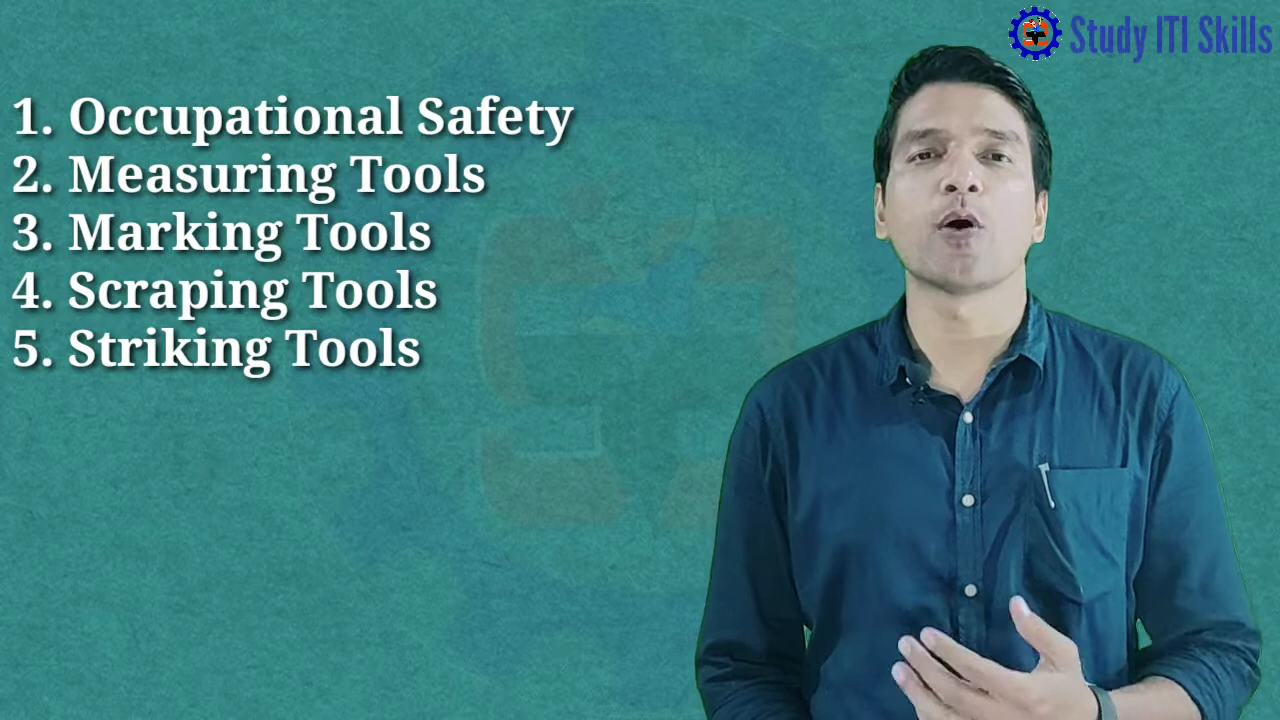 Study ITI Skills
1. Occupational Safety
2. Measuring Tools
3. Marking Tools
4. Scraping Tools
5. Striking Tools